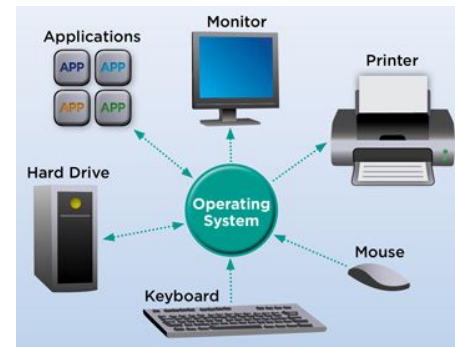 Monitor
Applications
APP APP
APP APP
Printer
Hard Drive
Operating
System
Mouse
Keyboard